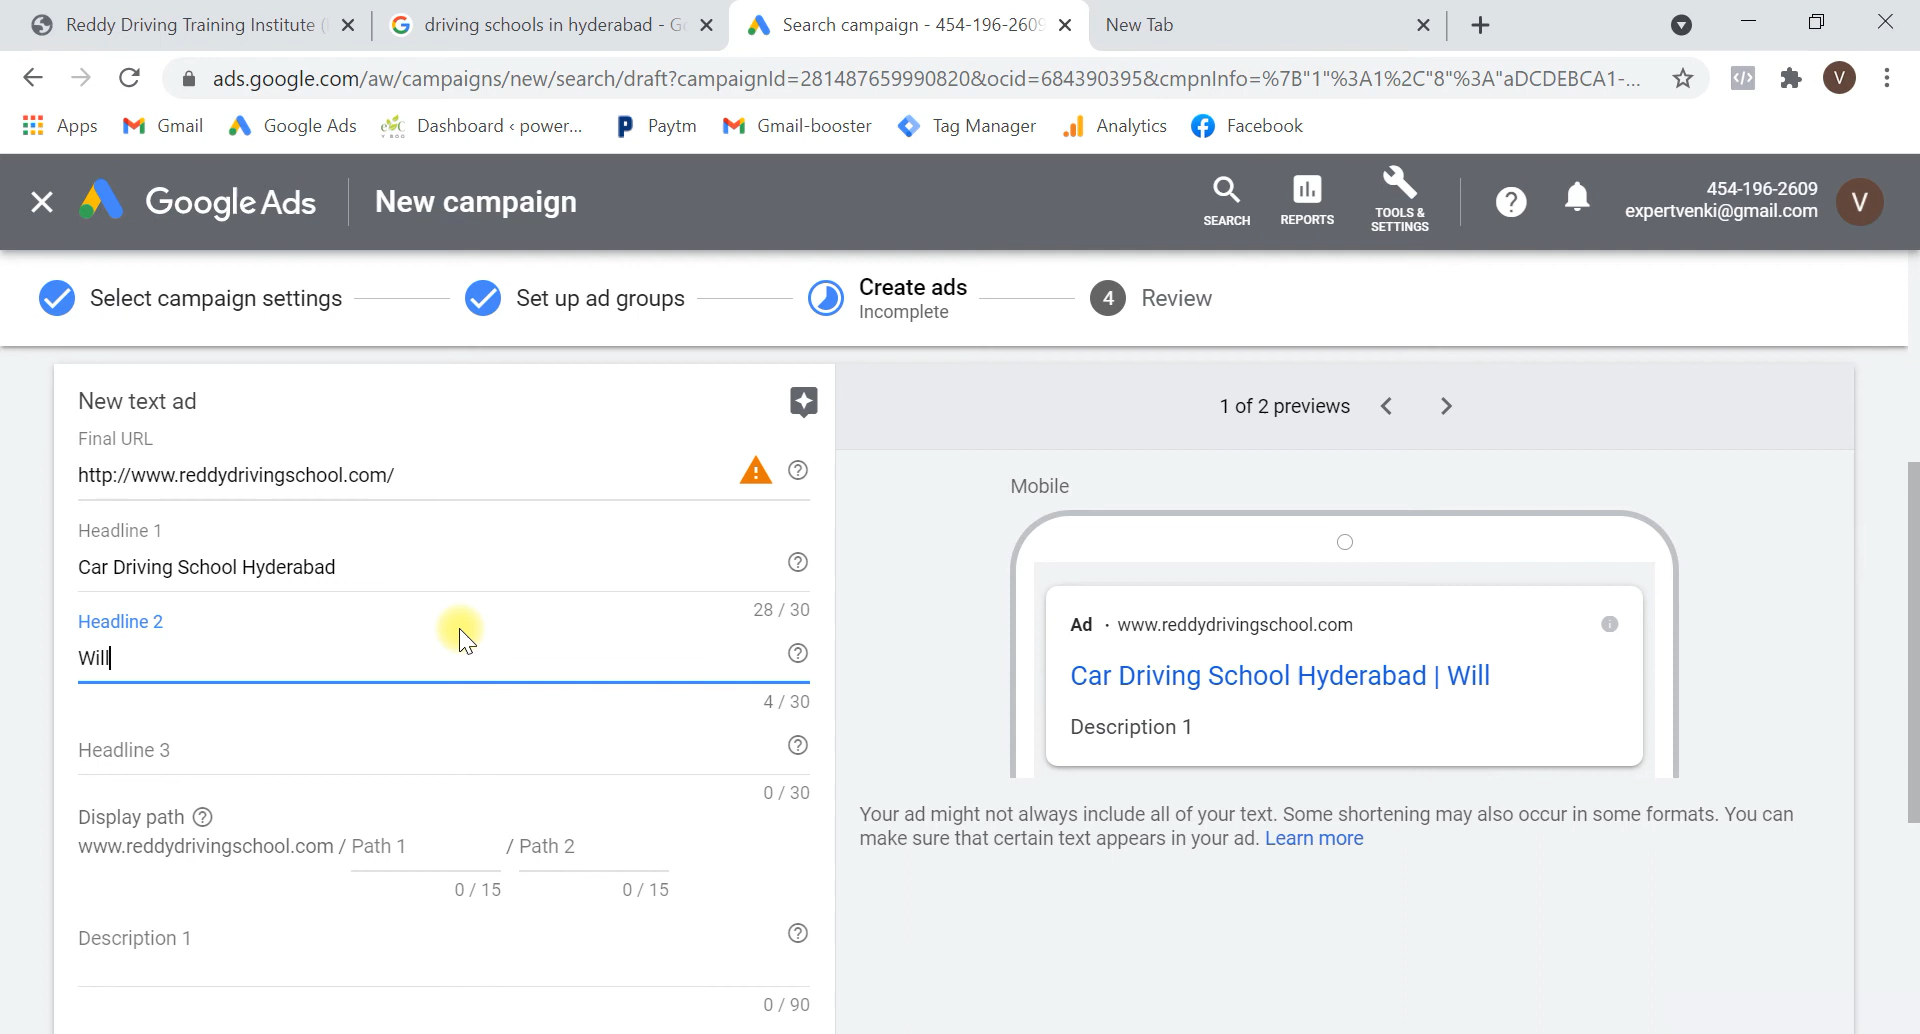 Reddy Driving Training Institute (
driving schools in hyderabad - Go
Search campaign - 454-196-2609
New Tab
ads.google.com/aw/campaigns/new/search/draft?campaignId=281487659990820&ocid=684390395&cmpnInfo=%7B"1"%3A1%2C"8"%3A"aDCDEBCA1-...
V
Apps
Gmail
Google Ads
Dashboard ‹ power...
Paytm
Gmail-booster
Tag Manager
Analytics
Facebook
Google Ads
New campaign
SEARCH
REPORTS
TOOLS &
SETTINGS
454-196-2609
expertvenki@gmail.com
V
Select campaign settings
Set up ad groups
Create ads
Incomplete
4
Review
New text ad
Final URL
http://www.reddydrivingschool.com/
Headline 1
Car Driving School Hyderabad
28 / 30
Headline 2
Will
4 / 30
Headline 3
0 / 30
Display path
www.reddydrivingschool.com / Path 1 / Path 2
0 / 15
0 / 15
Description 1
0 / 90
1 of 2 previews
Mobile
Ad · www.reddydrivingschool.com
Car Driving School Hyderabad | Will
Description 1
Your ad might not always include all of your text. Some shortening may also occur in some formats. You can
make sure that certain text appears in your ad. Learn more